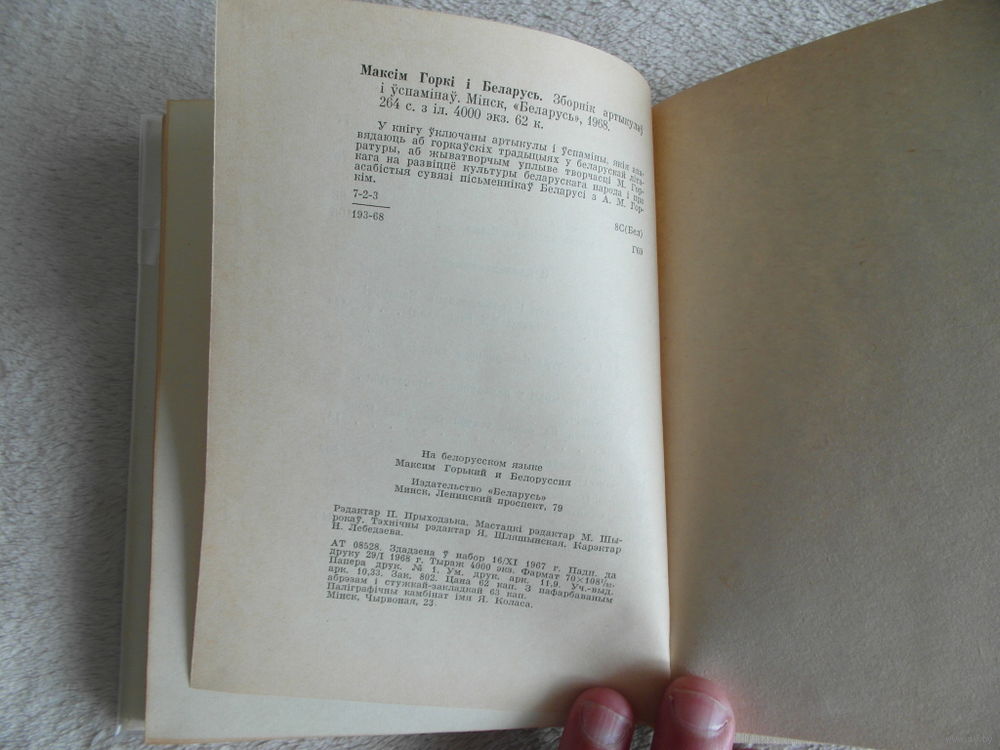 Максім Горкі і Беларусь. Зборнік артыкулаў
і ўспамінаў. Мінск, «Беларусь», 1968.
264 с. з іл. 4000 экз. 62 к.
У кнігу ўключаны артыкулы і ўспаміны, якія апа-
вядаюць аб горкаўскіх традыцыях у беларускай літа-
ратуры, аб жыватворчым уплыве творчасці М. Гор-
кага на развіццё культуры беларускага народа і пра
асабістыя сувязі пісьменнікаў Беларусі з А. М. Гор-
кім.
7-2-3
193-68
8С(Бел)
Г69
На белорусском языке
Максим Горький и Белоруссия
Издательство «Беларусь»
Минск, Ленинский проспект, 79
Рэдактар П. Прыходзька. Мастацкі рэдактар М. Шы-
рокаў. Тэхнічны рэдактар Я. Шляшынская. Карэктар
Н. Лебедзева.
АТ 08528. Здадзена ў набор 16/XI 1967 г. Падп. да
друку 29/I 1968 г. Тыраж 4000 экз. Фармат 70×108¹/₃₂.
Папера друк. № 1. Ум. друк. арк. 11,9. Уч.-выд.
арк. 10,33. Зак. 802. Цана 62 кап. З пафарбаваным
абрэзам і стужкай-закладкай 63 кап.
Паліграфічны камбінат імя Я. Коласа.
Мінск, Чырвоная, 23.